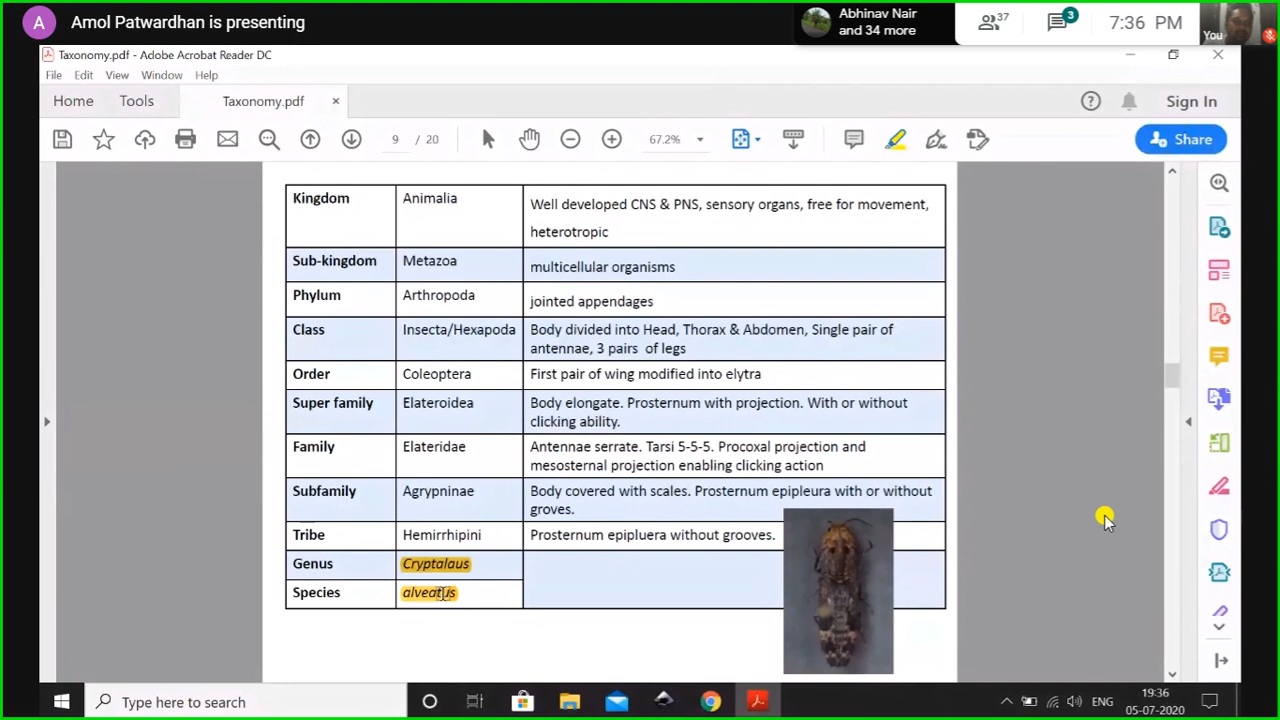 A Amol Patwardhan is presenting
Abhinav Nair
and 34 more
37
3
7:36 PM
You
Taxonomy.pdf - Adobe Acrobat Reader DC
File Edit View Window Help
Home Tools Taxonomy.pdf × Sign In
9 / 20 67.2% Share
Kingdom Animalia Well developed CNS & PNS, sensory organs, free for movement,
heterotropic
Sub-kingdom Metazoa multicellular organisms
Phylum Arthropoda jointed appendages
Class Insecta/Hexapoda Body divided into Head, Thorax & Abdomen, Single pair of
antennae, 3 pairs of legs
Order Coleoptera First pair of wing modified into elytra
Super family Elateroidea Body elongate. Prosternum with projection. With or without
clicking ability.
Family Elateridae Antennae serrate. Tarsi 5-5-5. Procoxal projection and
mesosternal projection enabling clicking action
Subfamily Agrypninae Body covered with scales. Prosternum epipleura with or without
groves.
Tribe Hemirrhipini Prosternum epipluera without grooves.
Genus Cryptalaus
Species alveatus
Type here to search
ENG
19:36
05-07-2020